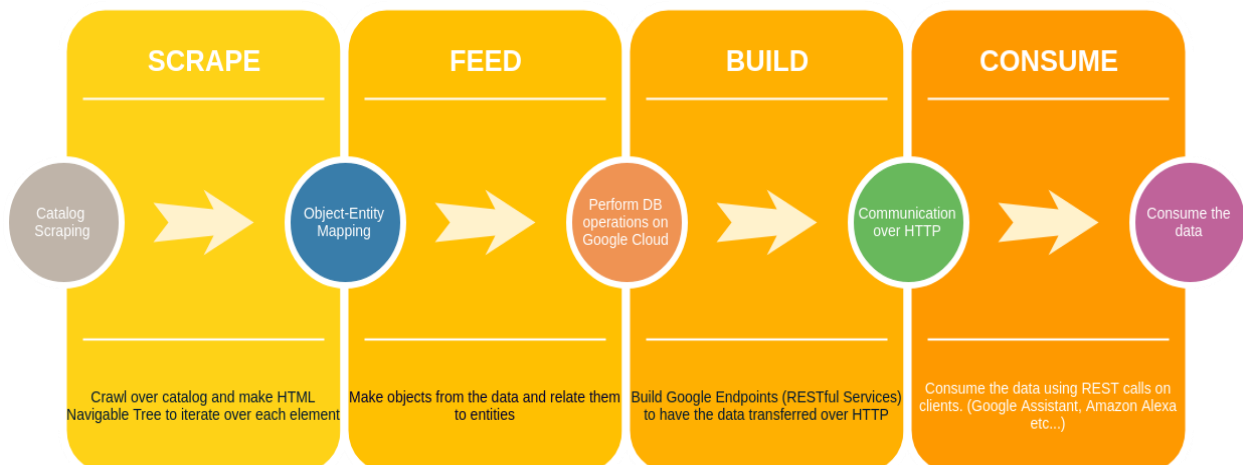 SCRAPE
FEED
BUILD
CONSUME
Catalog
Scraping
Object-Entity
Mapping
Perform DB
operations on
Google Cloud
Communication
over HTTP
Consume the
data
Crawl over catalog and make HTML
Navigable Tree to iterate over each element
Make objects from the data and relate them
to entities
Build Google Endpoints (RESTful Services)
to have the data transferred over HTTP
Consume the data using REST calls on
clients. (Google Assistant, Amazon Alexa
etc...)